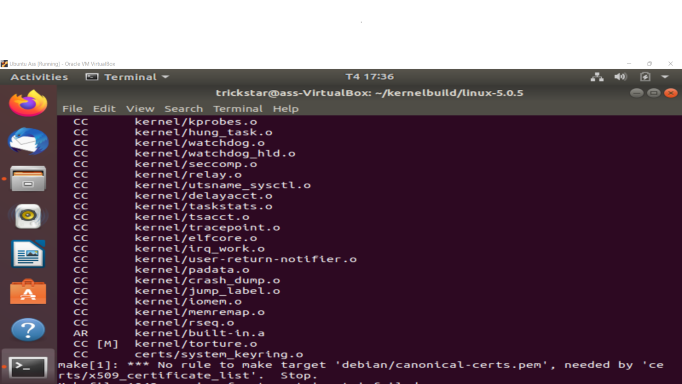 Ubuntu Ass [Running] - Oracle VM VirtualBox
Activities Terminal T4 17:36
trickstar@ass-VirtualBox: ~/kernelbuild/linux-5.0.5
File Edit View Search Terminal Help
CC kernel/kprobes.o
CC kernel/hung_task.o
CC kernel/watchdog.o
CC kernel/watchdog_hld.o
CC kernel/seccomp.o
CC kernel/relay.o
CC kernel/utsname_sysctl.o
CC kernel/delayacct.o
CC kernel/taskstats.o
CC kernel/tsacct.o
CC kernel/tracepoint.o
CC kernel/elfcore.o
CC kernel/irq_work.o
CC kernel/user-return-notifier.o
CC kernel/padata.o
CC kernel/crash_dump.o
CC kernel/jump_label.o
CC kernel/iomem.o
CC kernel/memremap.o
CC kernel/rseq.o
AR kernel/built-in.a
CC [M] kernel/torture.o
CC certs/system_keyring.o
make[1]: *** No rule to make target 'debian/canonical-certs.pem', needed by 'ce
rts/x509_certificate_list'. Stop.